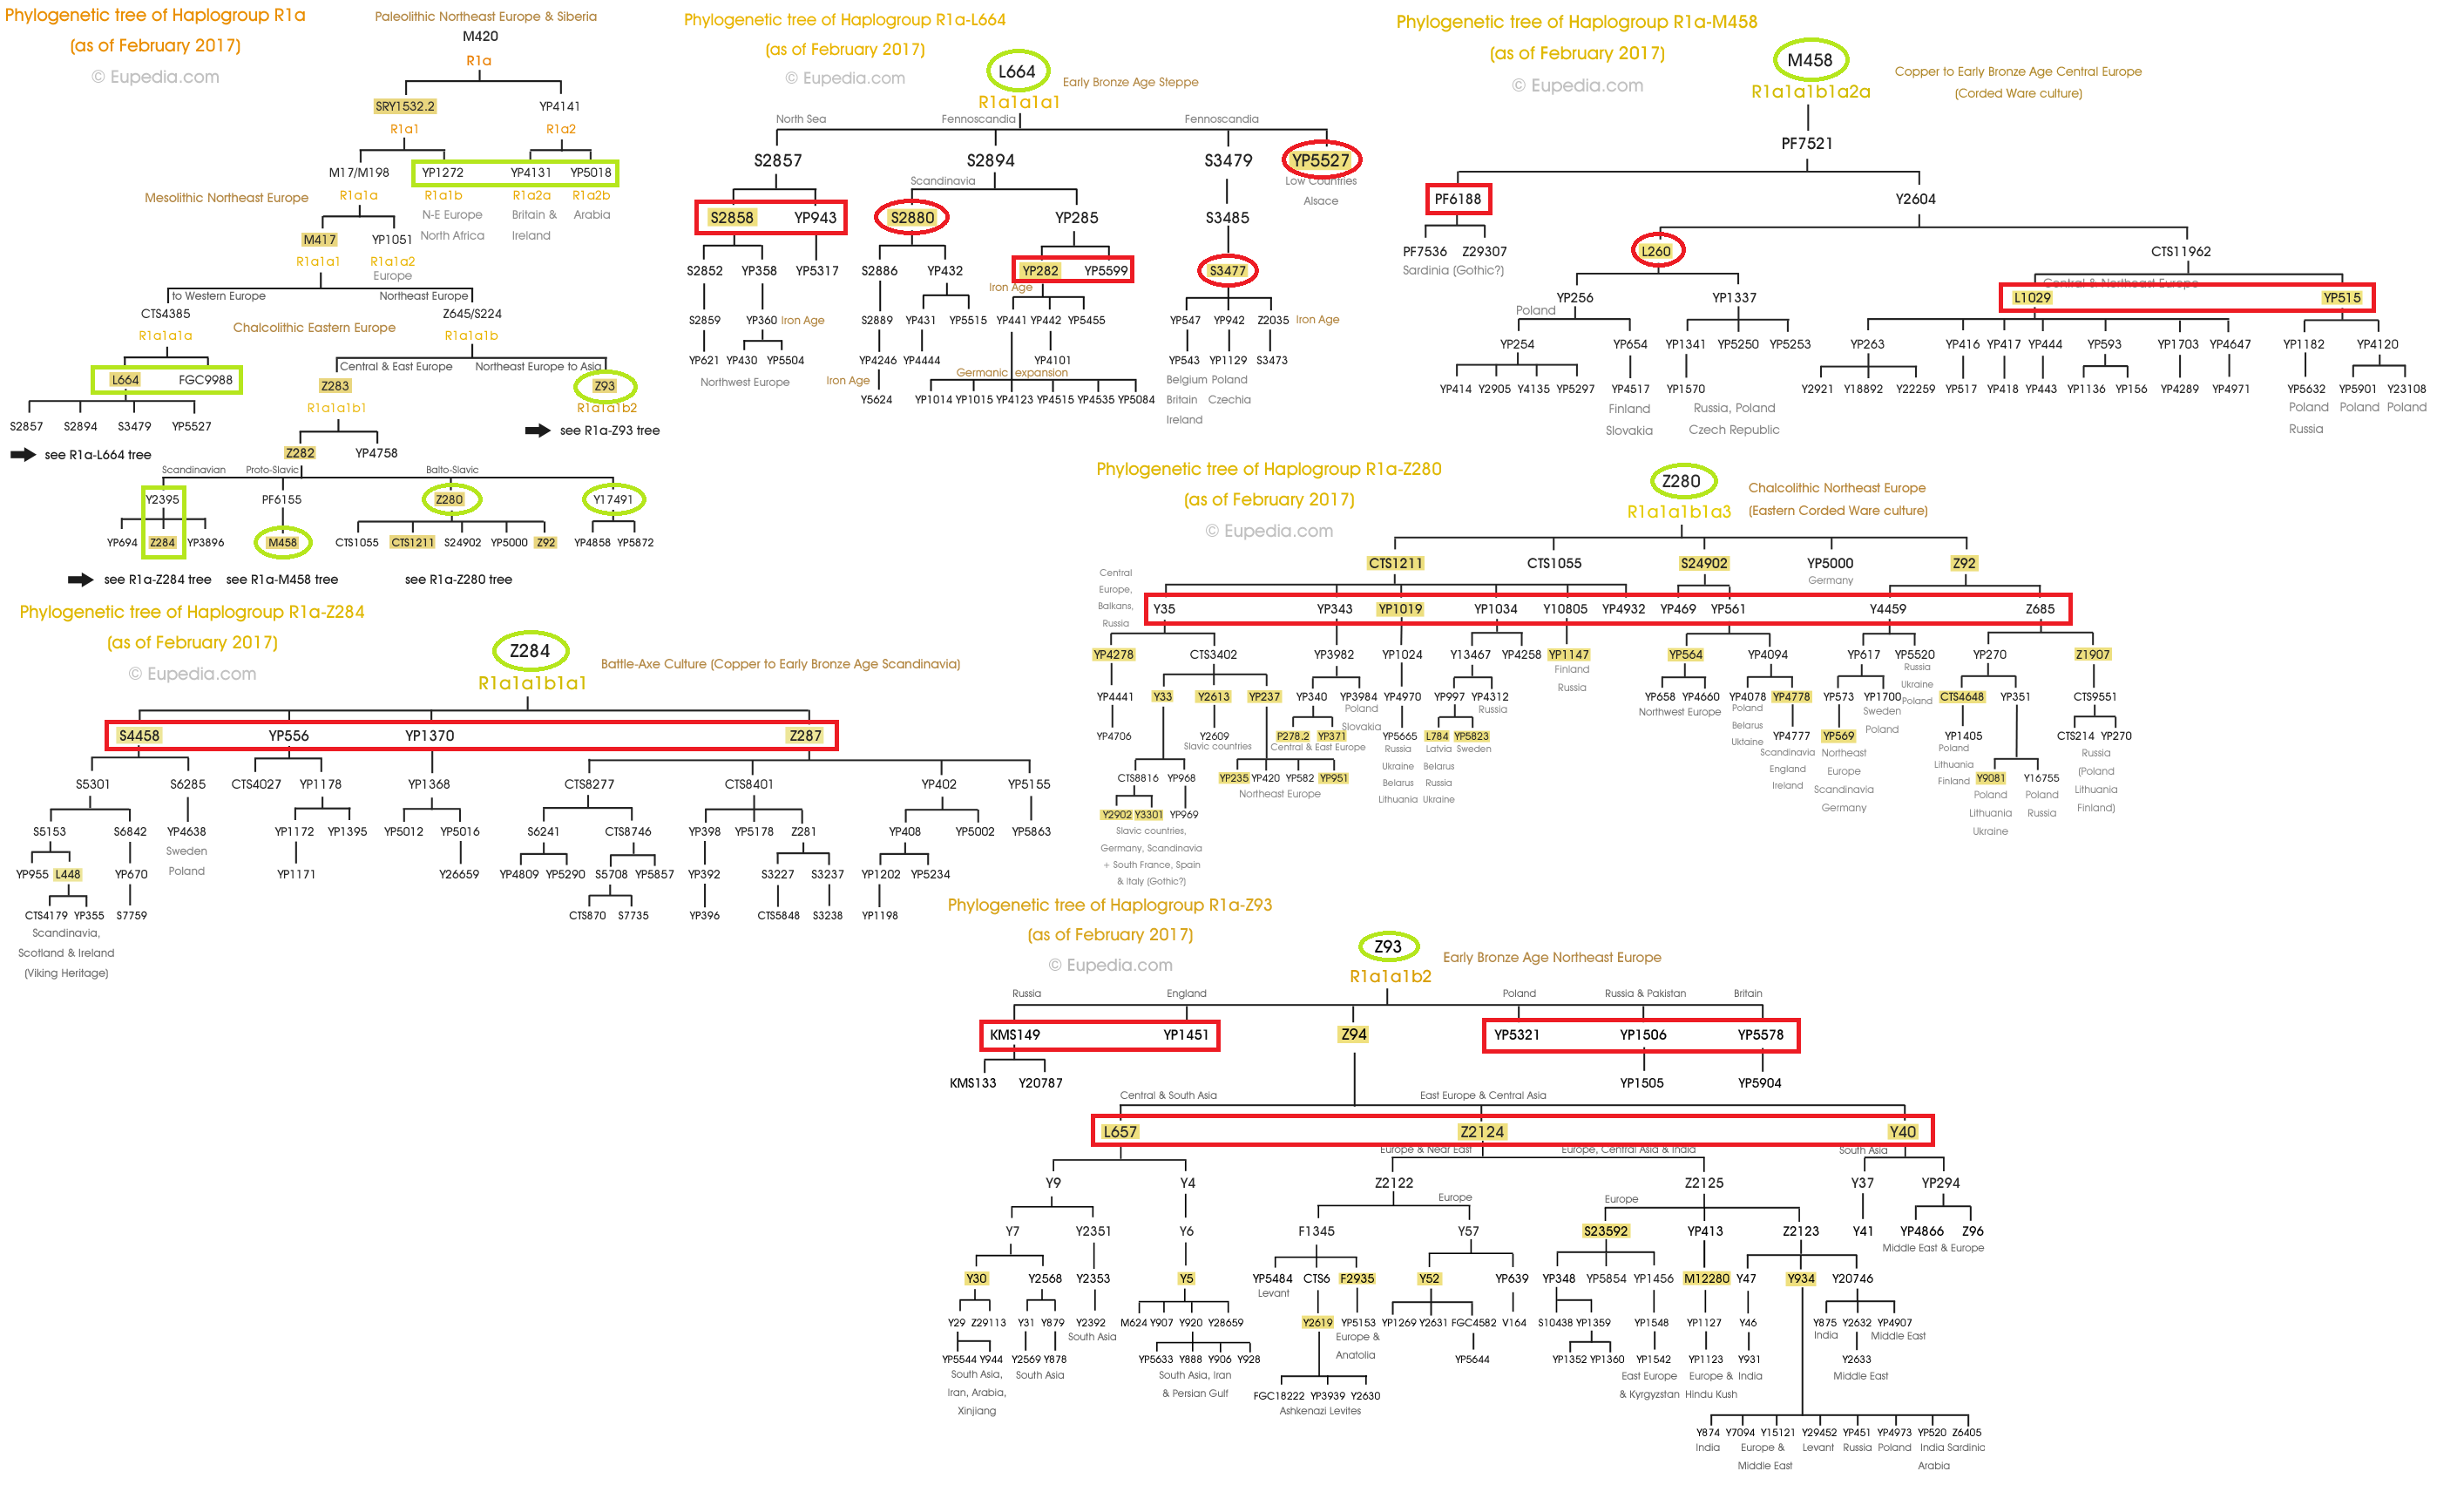 Phylogenetic tree of Haplogroup R1a
(as of February 2017)
© Eupedia.com
Paleolithic Northeast Europe & Siberia
M420
R1a
SRY1532.2 YP4141
R1a1 R1a2
M17/M198 YP1272 YP4131 YP5018
Mesolithic Northeast Europe R1a1a R1a1b R1a2a R1a2b
N-E Europe Britain & Arabia
North Africa Ireland
M417 YP1051
R1a1a1 R1a1a2
Europe
to Western Europe Northeast Europe
CTS4385 Z645/S224
Chalcolithic Eastern Europe
R1a1a1a R1a1a1b
Central & East Europe Northeast Europe to Asia
L664 FGC9988 Z283 Z93
R1a1a1b1 R1a1a1b2
S2857 S2894 S3479 YP5527
see R1a-Z93 tree
see R1a-L664 tree
Z282 YP4758
Scandinavian Proto-Slavic Balto-Slavic
Y2395 PF6155 Z280 Y17491
YP694 Z284 YP3896 M458 CTS1055 CTS1211 S24902 YP5000 Z92 YP4858 YP5872
see R1a-Z284 tree see R1a-M458 tree see R1a-Z280 tree
Phylogenetic tree of Haplogroup R1a-L664
(as of February 2017)
© Eupedia.com
L664
Early Bronze Age Steppe
R1a1a1a1
North Sea Fennoscandia Fennoscandia
S2857 S2894 S3479 YP5527
Scandinavia Low Countries
Alsace
S2858 YP943 S2880 YP285 S3485
S2852 YP358 YP5317 S2886 YP432 YP282 YP5599 S3477
Iron Age
S2859 YP360 Iron Age S2889 YP431 YP5515 YP441 YP442 YP5455 YP547 YP942 Z2035 Iron Age
YP621 YP430 YP5504 YP4246 YP4444 YP4101 YP543 YP1129 S3473
Northwest Europe Iron Age Germanic expansion Belgium Poland
Y5624 YP1014 YP1015 YP4123 YP4515 YP4535 YP5084 Britain Czechia
Ireland
Phylogenetic tree of Haplogroup R1a-M458
(as of February 2017)
© Eupedia.com
M458
R1a1a1b1a2a
Copper to Early Bronze Age Central Europe
(Corded Ware culture)
PF7521
PF6188 Y2604
PF7536 Z29307 L260 CTS11962
Sardinia (Gothic?)
Central & Northeast Europe
YP256 YP1337 L1029 YP515
Poland
YP254 YP654 YP1341 YP5250 YP5253 YP263 YP416 YP417 YP444 YP593 YP1703 YP4647 YP1182 YP4120
YP414 Y2905 Y4135 YP5297 YP4517 YP1570 Y2921 Y18892 Y22259 YP517 YP418 YP443 YP1136 YP156 YP4289 YP4971 YP5632 YP5901 Y23108
Finland Russia, Poland Poland Poland Poland
Slovakia Czech Republic Russia
Phylogenetic tree of Haplogroup R1a-Z280
(as of February 2017)
© Eupedia.com
Z280
R1a1a1b1a3
Chalcolithic Northeast Europe
(Eastern Corded Ware culture)
CTS1211 CTS1055 S24902 YP5000 Z92
Germany
Central
Europe,
Balkans,
Russia
Y35 YP343 YP1019 YP1034 Y10805 YP4932 YP469 YP561 Y4459 Z685
YP4278 CTS3402 YP3982 YP1024 Y13467 YP4258 YP1147 YP564 YP4094 YP617 YP5520 YP270 Z1907
Finland
Russia
Russia
Ukraine
Poland
YP4441 Y33 Y2613 YP237 YP340 YP3984 YP4970 YP997 YP4312 YP658 YP4660 YP4078 YP4778 YP573 YP1700 CTS4648 YP351 CTS9551
Poland
Slovakia
Russia
Northwest Europe
Poland
Belarus
Uktaine
Sweden
Poland
YP4706 Y2609 P278.2 YP371 YP5665 L784 YP5823 YP4777 YP569 YP1405 CTS214 YP270
Slavic countries Central & East Europe
Russia
Ukraine
Belarus
Lithuania
Latvia
Belarus
Russia
Ukraine
Sweden
Scandinavia
England
Ireland
Northeast
Europe
Scandinavia
Germany
Poland
Lithuania
Finland
Russia
(Poland
Lithuania
Finland)
CTS8816 YP968 YP235 YP420 YP582 YP951 Y9081 Y16755
Northeast Europe
Poland
Lithuania
Ukraine
Poland
Russia
Y2902 Y3301 YP969
Slavic countries,
Germany, Scandinavia
+ South France, Spain
& Italy (Gothic?)
Phylogenetic tree of Haplogroup R1a-Z284
(as of February 2017)
© Eupedia.com
Z284
R1a1a1b1a1
Battle-Axe Culture (Copper to Early Bronze Age Scandinavia)
S4458 YP556 YP1370 Z287
S5301 S6285 CTS4027 YP1178 YP1368 CTS8277 CTS8401 YP402 YP5155
S5153 S6842 YP4638 YP1172 YP1395 YP5012 YP5016 S6241 CTS8746 YP398 YP5178 Z281 YP408 YP5002 YP5863
Sweden
Poland
YP955 L448 YP670 YP1171 Y26659 YP4809 YP5290 S5708 YP5857 YP392 S3227 S3237 YP1202 YP5234
CTS4179 YP355 S7759 CTS870 S7735 YP396 CTS5848 S3238 YP1198
Scandinavia,
Scotland & Ireland
(Viking Heritage)
Phylogenetic tree of Haplogroup R1a-Z93
(as of February 2017)
© Eupedia.com
Z93
R1a1a1b2
Early Bronze Age Northeast Europe
Russia England Poland Russia & Pakistan Britain
KMS149 YP1451 Z94 YP5321 YP1506 YP5578
KMS133 Y20787 YP1505 YP5904
Central & South Asia East Europe & Central Asia
L657 Z2124 Y40
Europe & Near East Europe, Central Asia & India South Asia
Y9 Y4 Z2122 Z2125 Y37 YP294
Europe Europe
Y7 Y2351 Y6 F1345 Y57 S23592 YP413 Z2123 Y41 YP4866 Z96
Middle East & Europe
Y30 Y2568 Y2353 Y5 YP5484 CTS6 F2935 Y52 YP639 YP348 YP5854 YP1456 M12280 Y47 Y934 Y20746
Levant
Y29 Z29113 Y31 Y879 Y2392 M624 Y907 Y920 Y28659 Y2619 YP5153 YP1269 Y2631 FGC4582 V164 S10438 YP1359 YP1548 YP1127 Y46 Y875 Y2632 YP4907
South Asia Europe &
Anatolia
India Middle East
YP5544 Y944 Y2569 Y878 YP5633 Y888 Y906 Y928 YP5644 YP1352 YP1360 YP1542 YP1123 Y931 Y2633
South Asia,
Iran, Arabia,
Xinjiang
South Asia
South Asia, Iran
& Persian Gulf
East Europe
& Kyrgyzstan
Europe &
Hindu Kush
India
Middle East
FGC18222 YP3939 Y2630
Ashkenazi Levites
Y874 Y7094 Y15121 Y29452 YP451 YP4973 YP520 Z6405
India Europe & Levant Russia Poland India Sardinic
Middle East Arabia